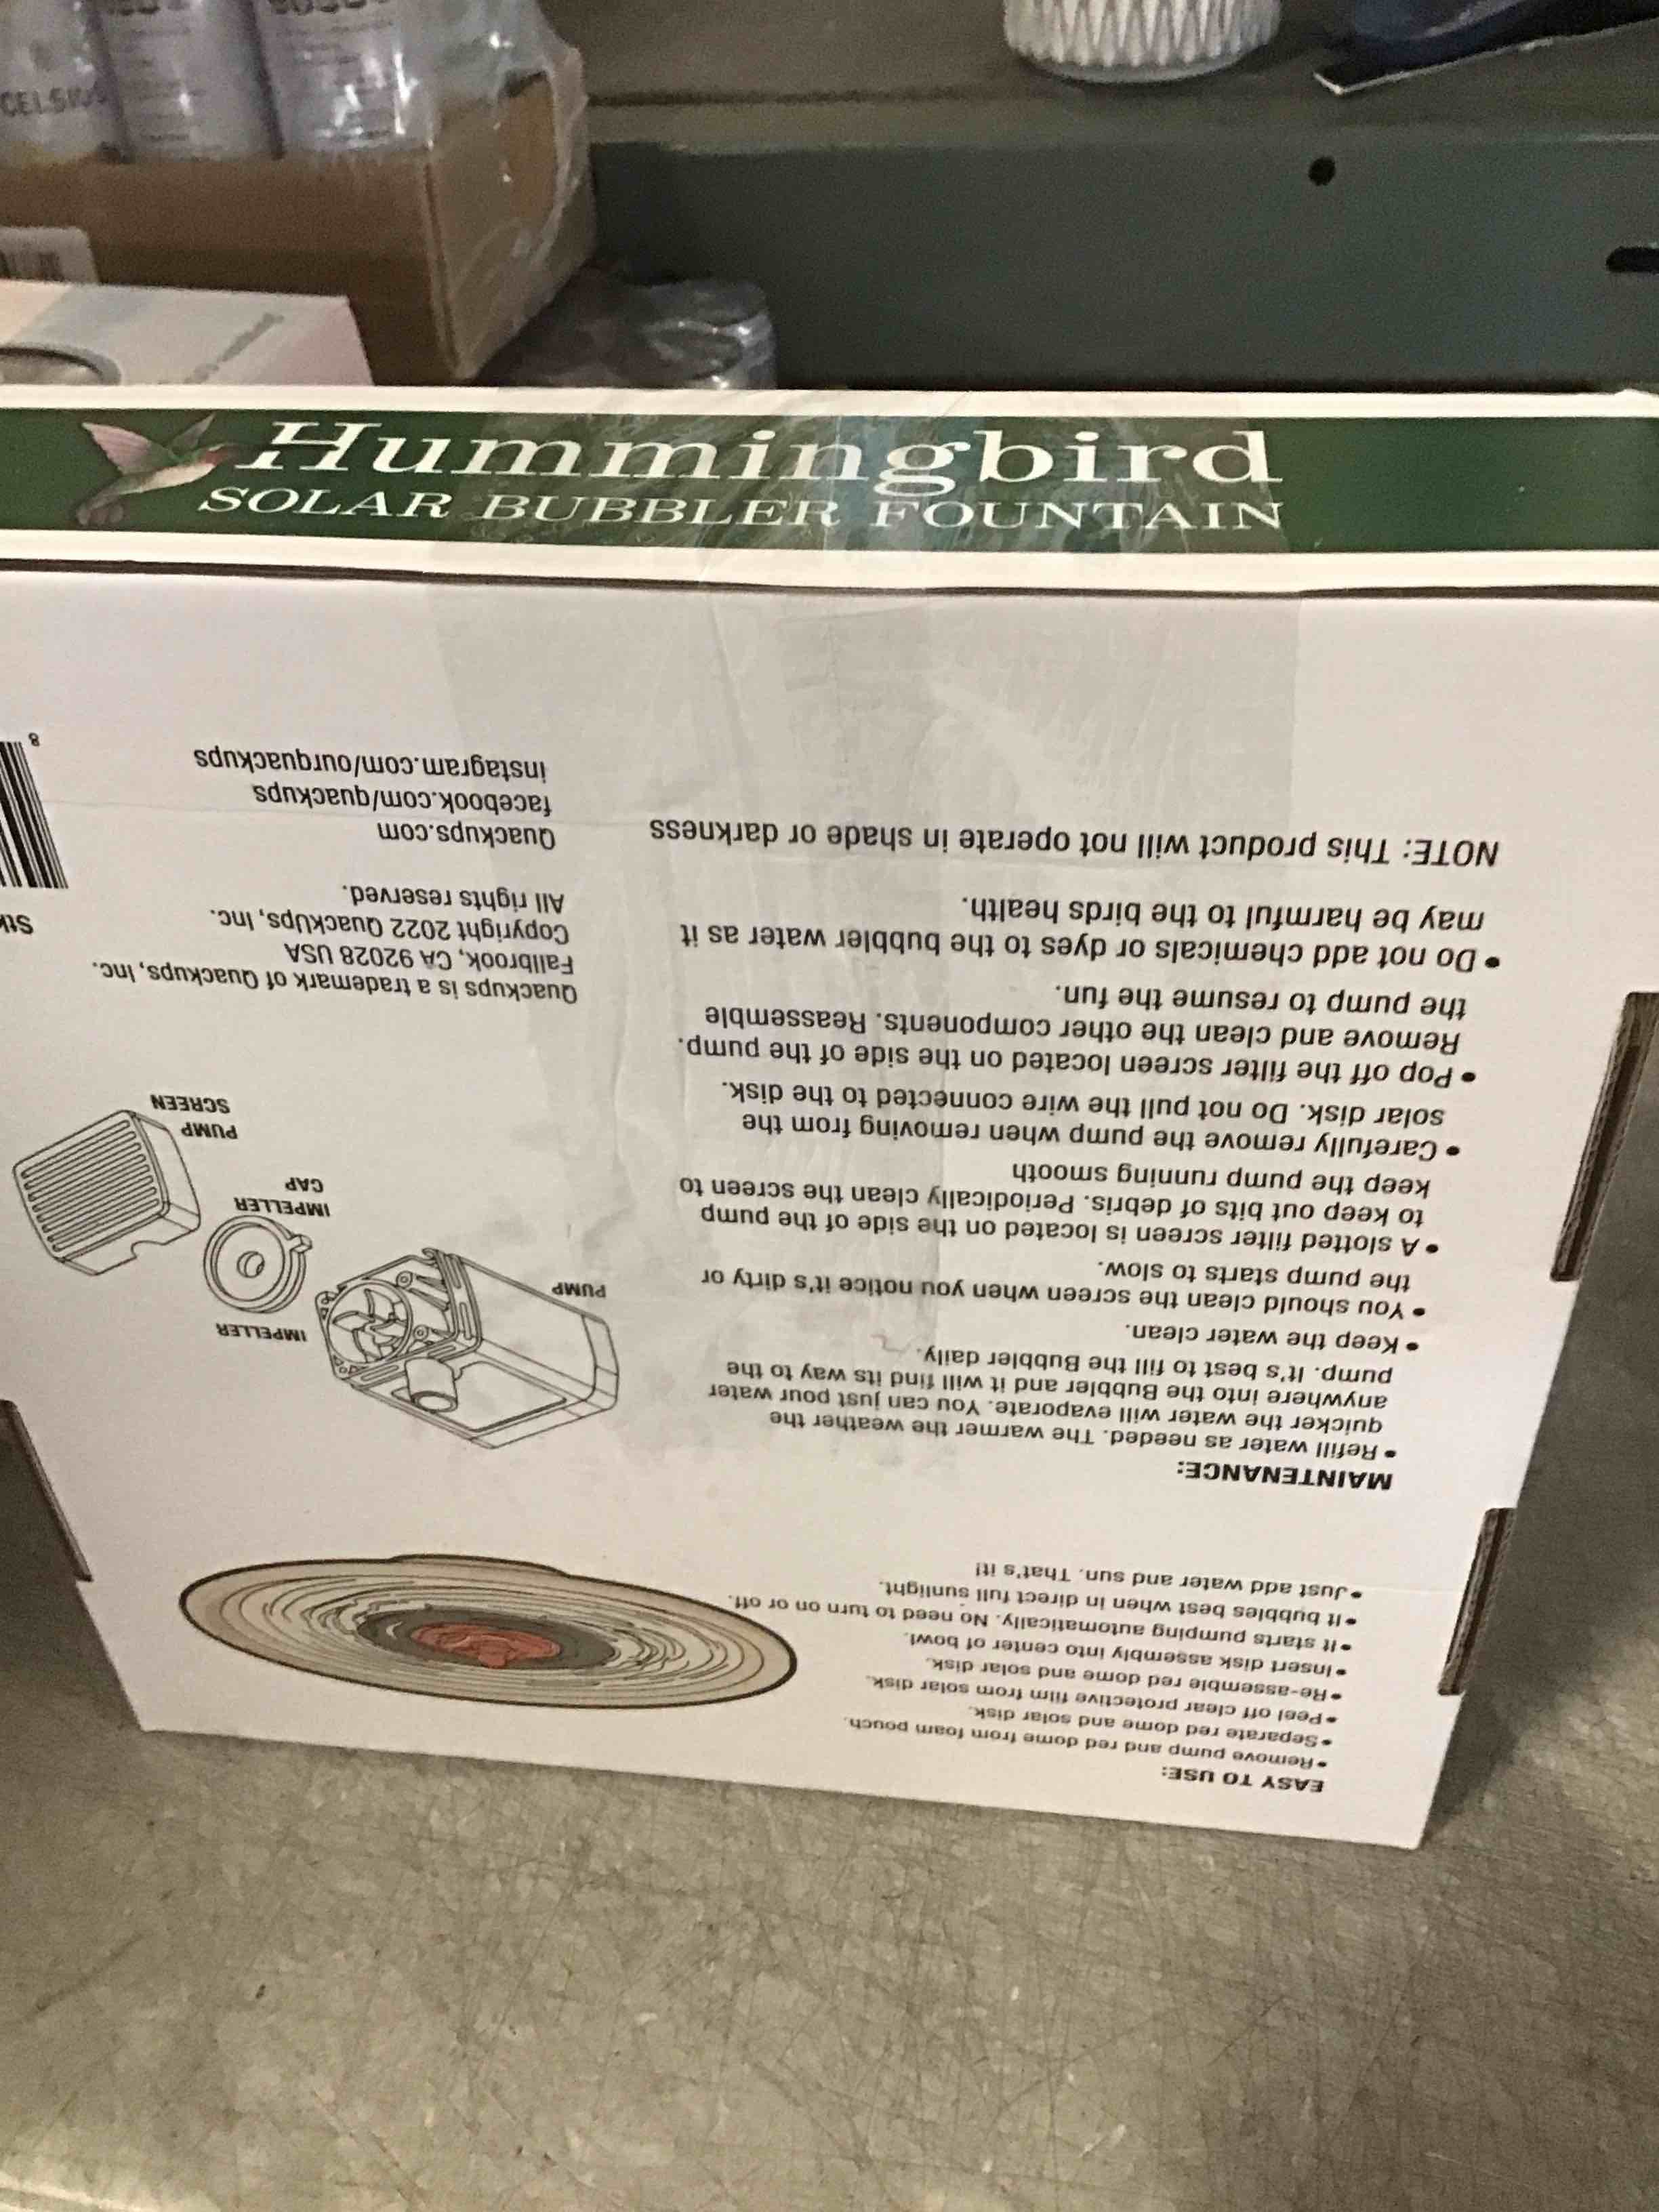 CELSIUS
Hummingbird
SOLAR BUBBLER FOUNTAIN
EASY TO USE:
•Remove pump and red dome from foam pouch.
•Separate red dome and solar disk.
•Peel off clear protective film from solar disk.
•Re-assemble red dome and solar disk.
•Insert disk assembly into center of bowl.
•It starts pumping automatically. No need to turn on or off.
•It bubbles best when in direct full sunlight.
•Just add water and sun. That's it!
MAINTENANCE:
• Refill water as needed. The warmer the weather the
quicker the water will evaporate. You can just pour water
anywhere into the Bubbler and it will find its way to the
pump. It's best to fill the Bubbler daily.
• Keep the water clean.
• You should clean the screen when you notice it's dirty or
the pump starts to slow.
• A slotted filter screen is located on the side of the pump
to keep out bits of debris. Periodically clean the screen to
keep the pump running smooth
• Carefully remove the pump when removing from the
solar disk. Do not pull the wire connected to the disk.
• Pop off the filter screen located on the side of the pump.
Remove and clean the other components. Reassemble
the pump to resume the fun.
• Do not add chemicals or dyes to the bubbler water as it
may be harmful to the birds health.
NOTE: This product will not operate in shade or darkness
PUMP
IMPELLER
IMPELLER
CAP
PUMP
SCREEN
Quackups is a trademark of Quackups, Inc.
Fallbrook, CA 92028 USA
Copyright 2022 QuackUps, Inc.
All rights reserved.
Quackups.com
facebook.com/quackups
instagram.com/ourquackups
Stk
8